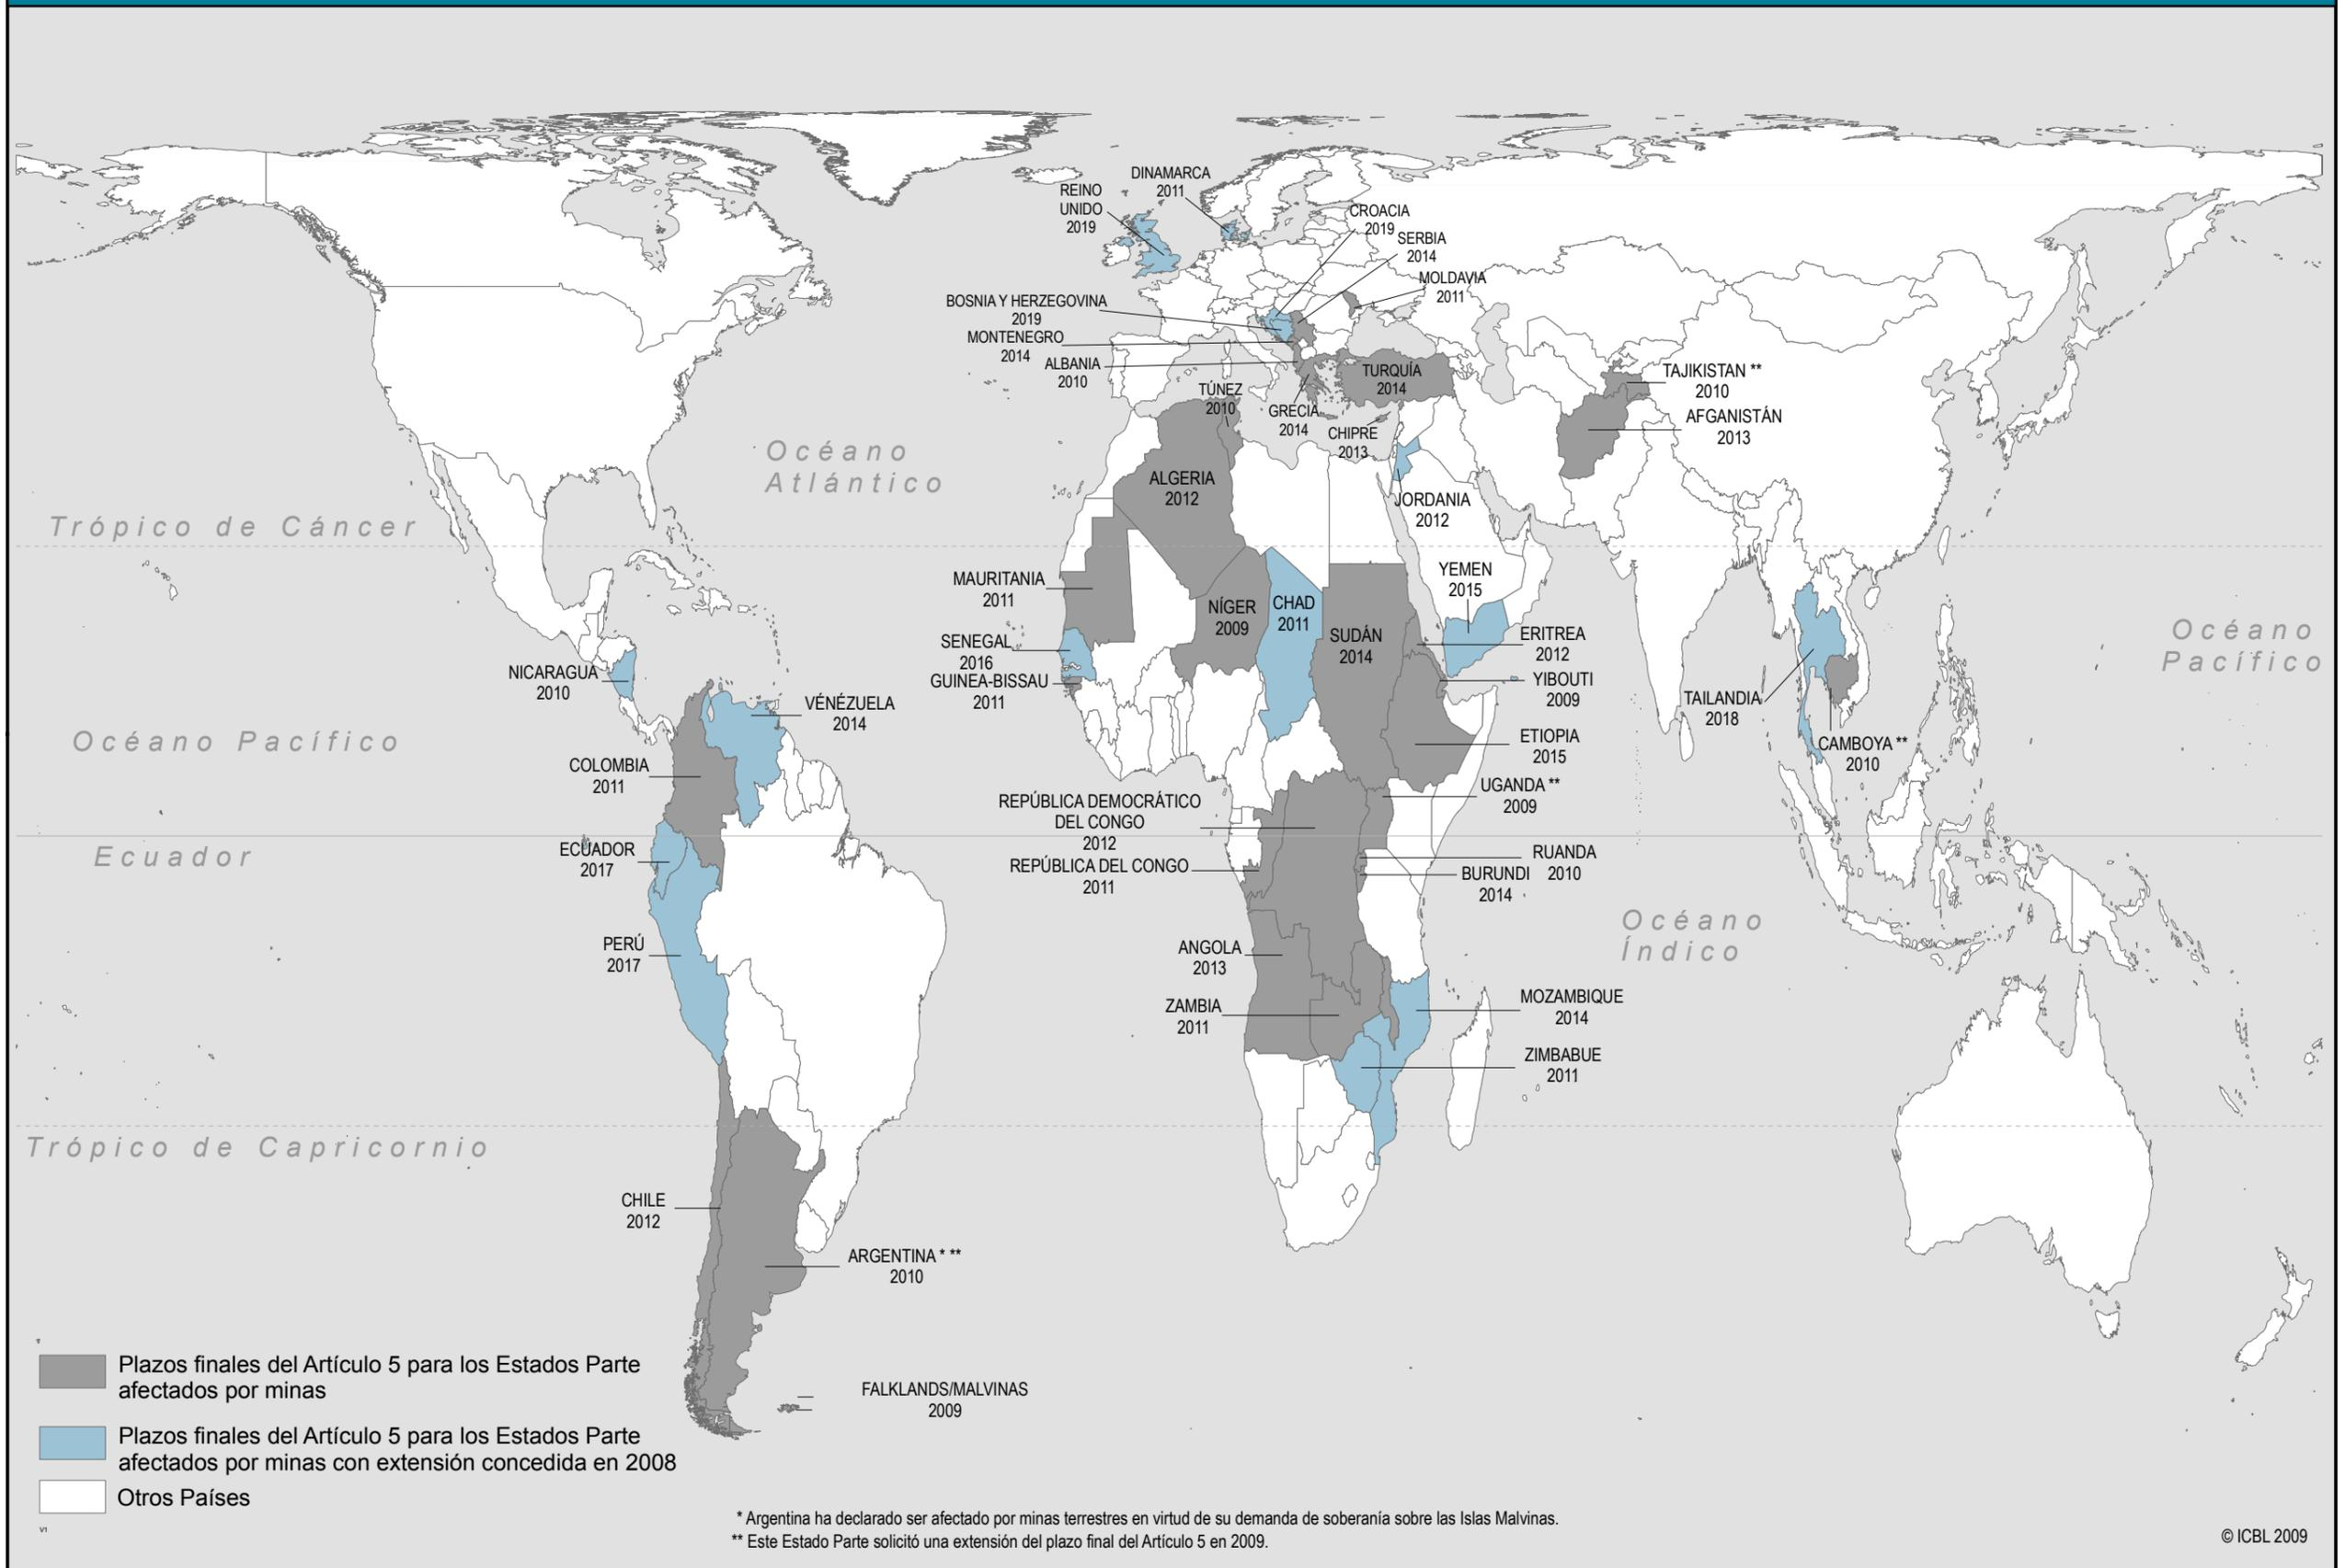 DINAMARCA
2011
REINO
UNIDO
2019
CROACIA
2019
SERBIA
2014
MOLDAVIA
2011
BOSNIA Y HERZEGOVINA
2019
MONTENEGRO
2014
ALBANIA
2010
TÚNEZ
2010
GRECIA
2014
TURQUÍA
2014
CHIPRE
2013
TAJIKISTAN **
2010
AFGANISTÁN
2013
Océano
Atlántico
ALGERIA
2012
JORDANIA
2012
Trópico de Cáncer
MAURITANIA
2011
NÍGER
2009
CHAD
2011
SUDÁN
2014
YEMEN
2015
ERITREA
2012
YIBOUTI
2009
ETIOPIA
2015
SENEGAL
2016
GUINEA-BISSAU
2011
Océano
Pacífico
NICARAGUA
2010
VENEZUELA
2014
TAILANDIA
2018
CAMBOYA **
2010
Océano Pacífico
COLOMBIA
2011
UGANDA **
2009
REPÚBLICA DEMOCRÁTICO
DEL CONGO
2012
REPÚBLICA DEL CONGO
2011
RUANDA
2010
BURUNDI
2014
Ecuador
ECUADOR
2017
PERÚ
2017
ANGOLA
2013
ZAMBIA
2011
Océano
Índico
MOZAMBIQUE
2014
ZIMBABUE
2011
Trópico de Capricornio
CHILE
2012
ARGENTINA * **
2010
FALKLANDS/MALVINAS
2009
Plazos finales del Artículo 5 para los Estados Parte
afectados por minas
Plazos finales del Artículo 5 para los Estados Parte
afectados por minas con extensión concedida en 2008
Otros Países
V1
* Argentina ha declarado ser afectado por minas terrestres en virtud de su demanda de soberanía sobre las Islas Malvinas.
** Este Estado Parte solicitó una extensión del plazo final del Artículo 5 en 2009.
© ICBL 2009